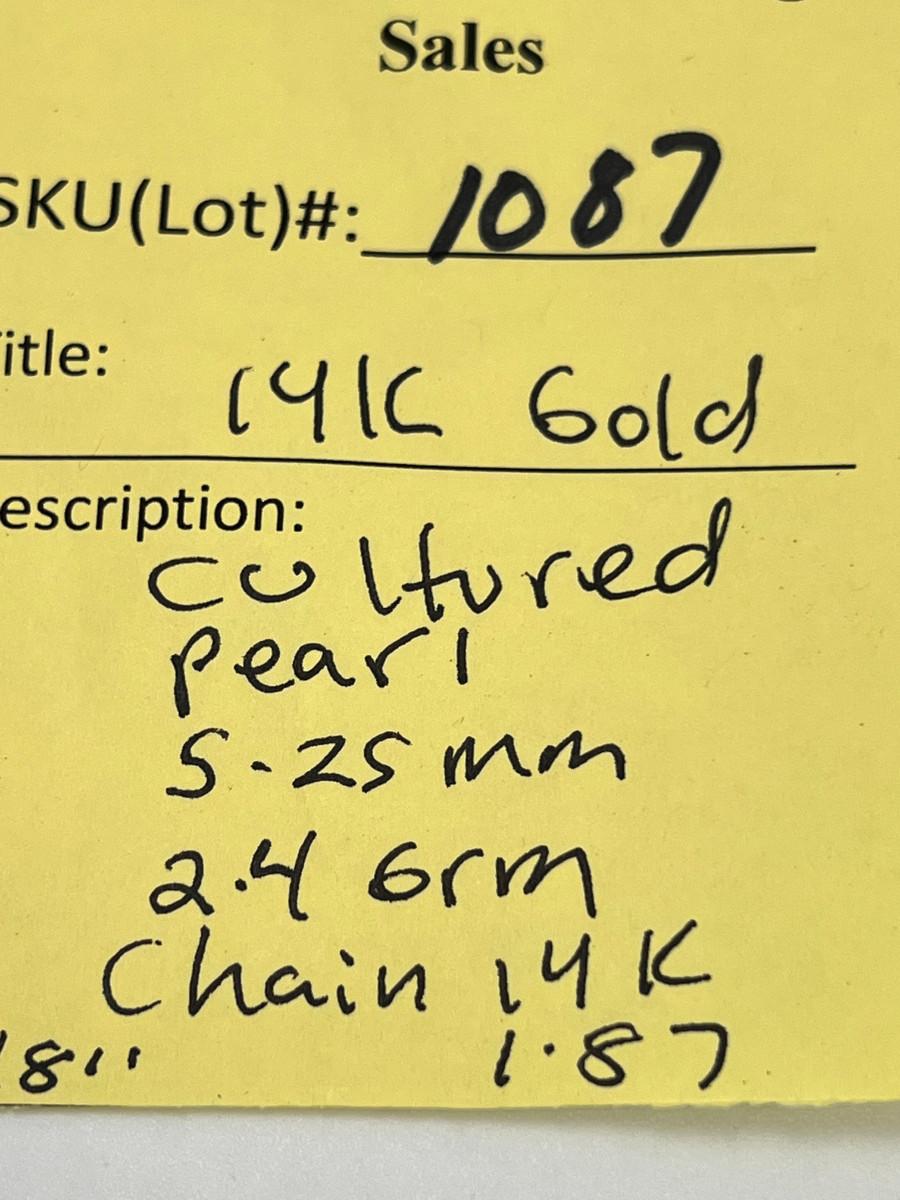 Sales
SKU(Lot)#: 1087
itle: 14K Gold
escription:
cultured
pearl
5.25mm
2.4 Grm
Chain 14K
18" 1.87